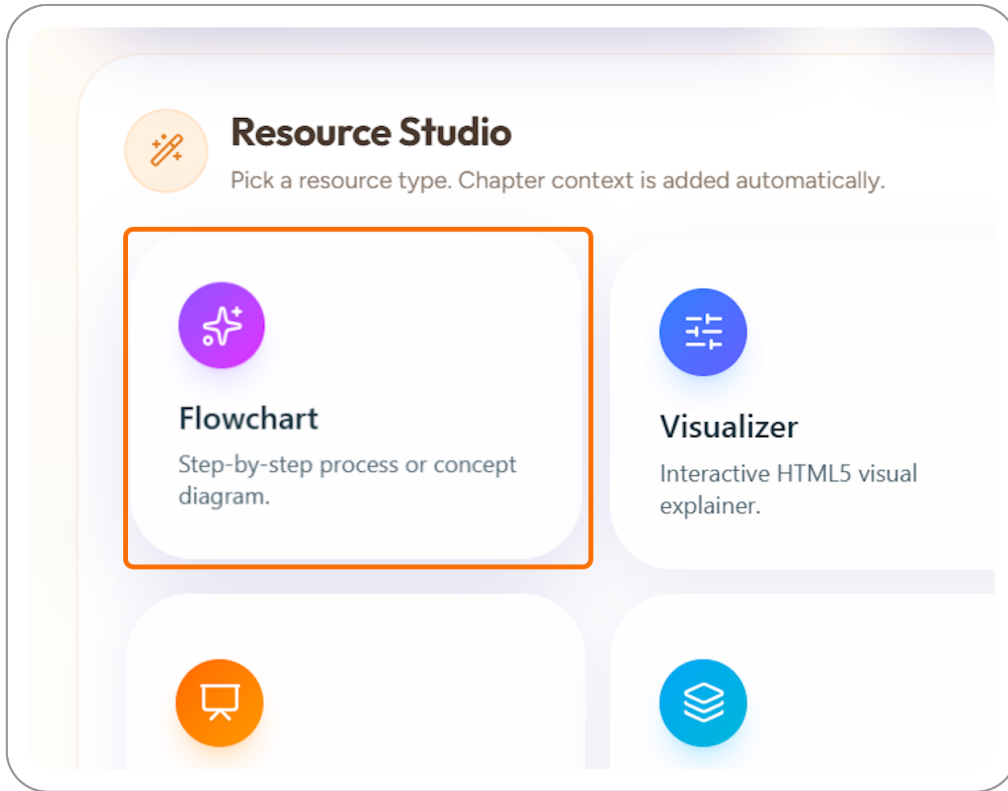 Resource Studio
Pick a resource type. Chapter context is added automatically.
Flowchart
Step-by-step process or concept
diagram.
Visualizer
Interactive HTML5 visual
explainer.